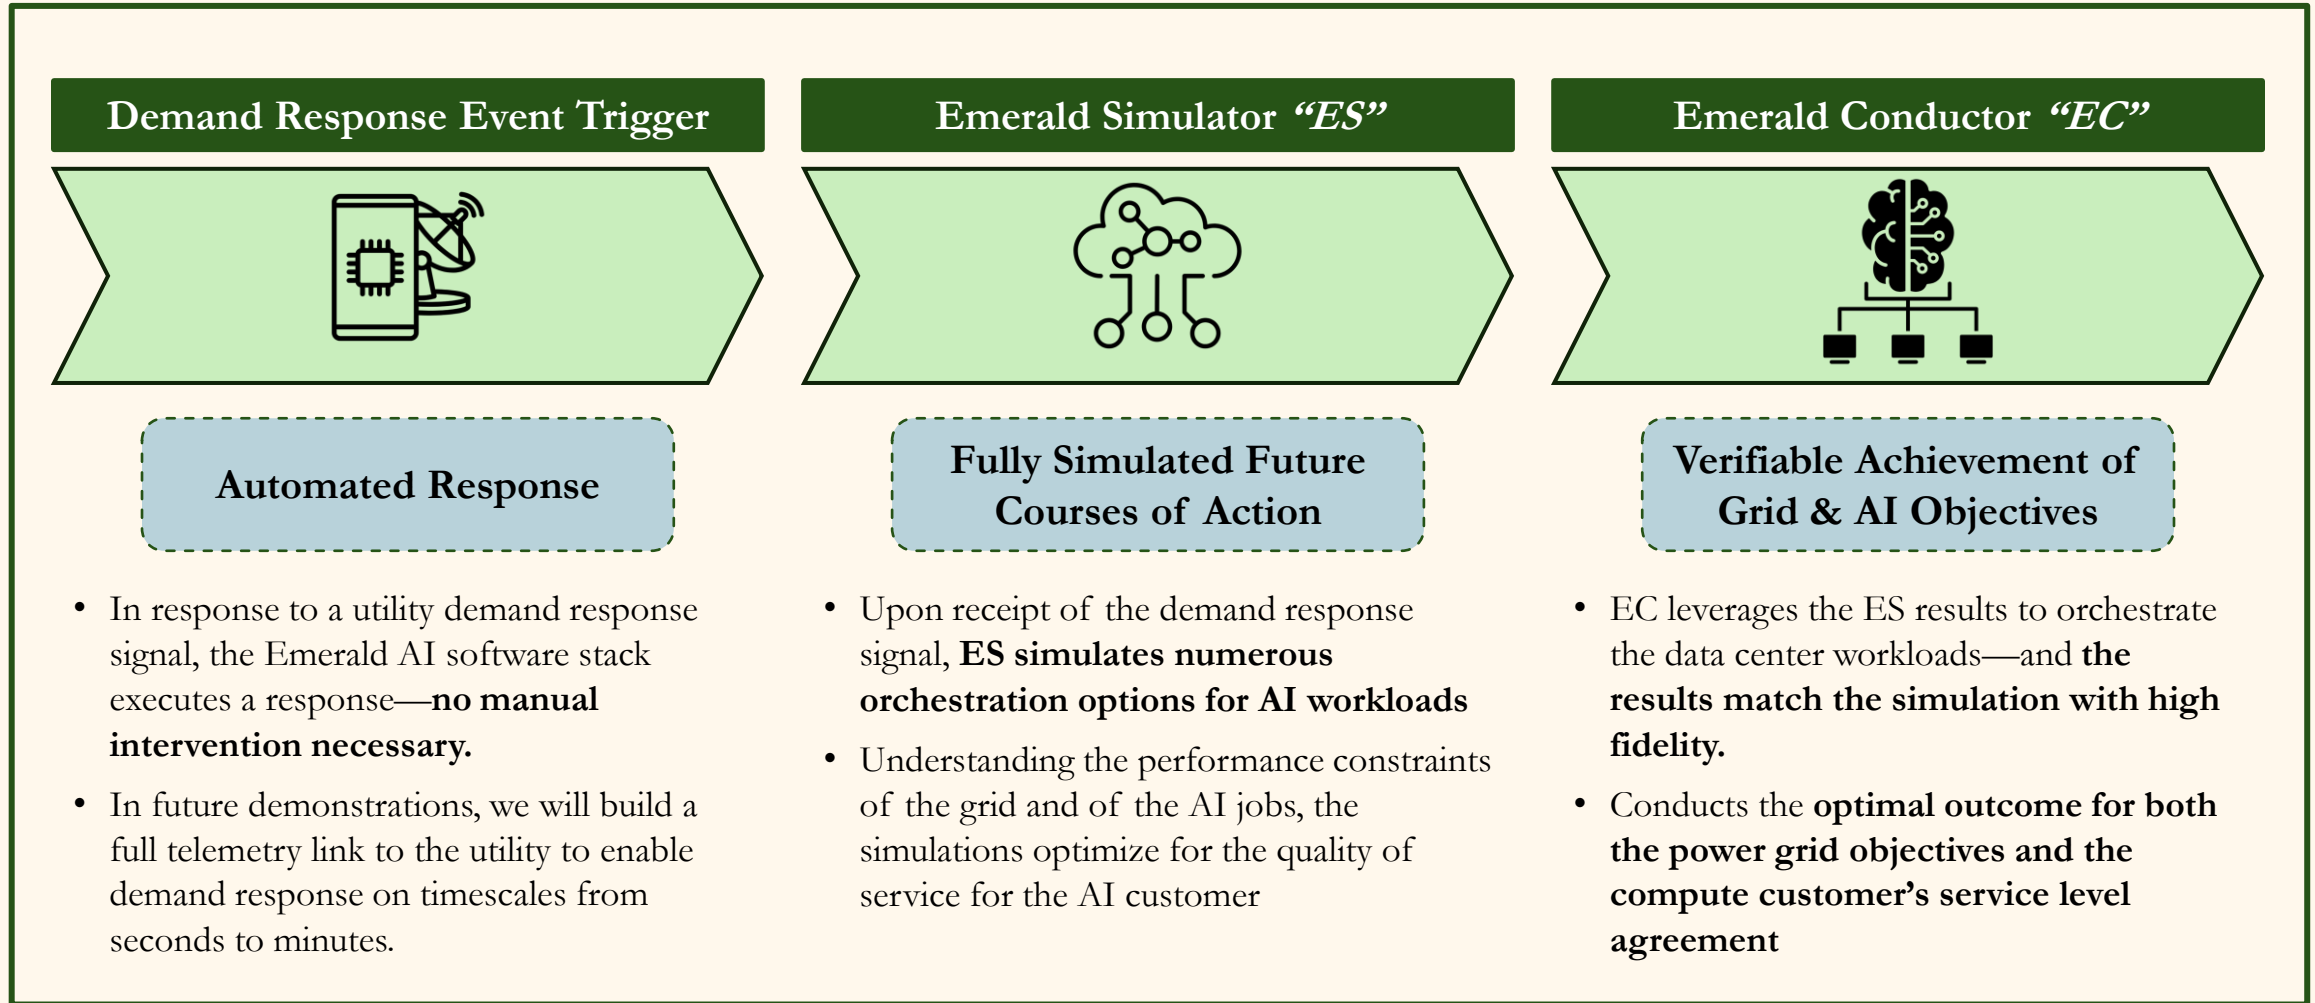 Demand Response Event Trigger
Automated Response
• In response to a utility demand response
signal, the Emerald AI software stack
executes a response—no manual
intervention necessary.
• In future demonstrations, we will build a
full telemetry link to the utility to enable
demand response on timescales from
seconds to minutes.
Emerald Simulator “ES”
Fully Simulated Future
Courses of Action
• Upon receipt of the demand response
signal, ES simulates numerous
orchestration options for AI workloads
• Understanding the performance constraints
of the grid and of the AI jobs, the
simulations optimize for the quality of
service for the AI customer
Emerald Conductor “EC”
Verifiable Achievement of
Grid & AI Objectives
• EC leverages the ES results to orchestrate
the data center workloads—and the
results match the simulation with high
fidelity.
• Conducts the optimal outcome for both
the power grid objectives and the
compute customer’s service level
agreement